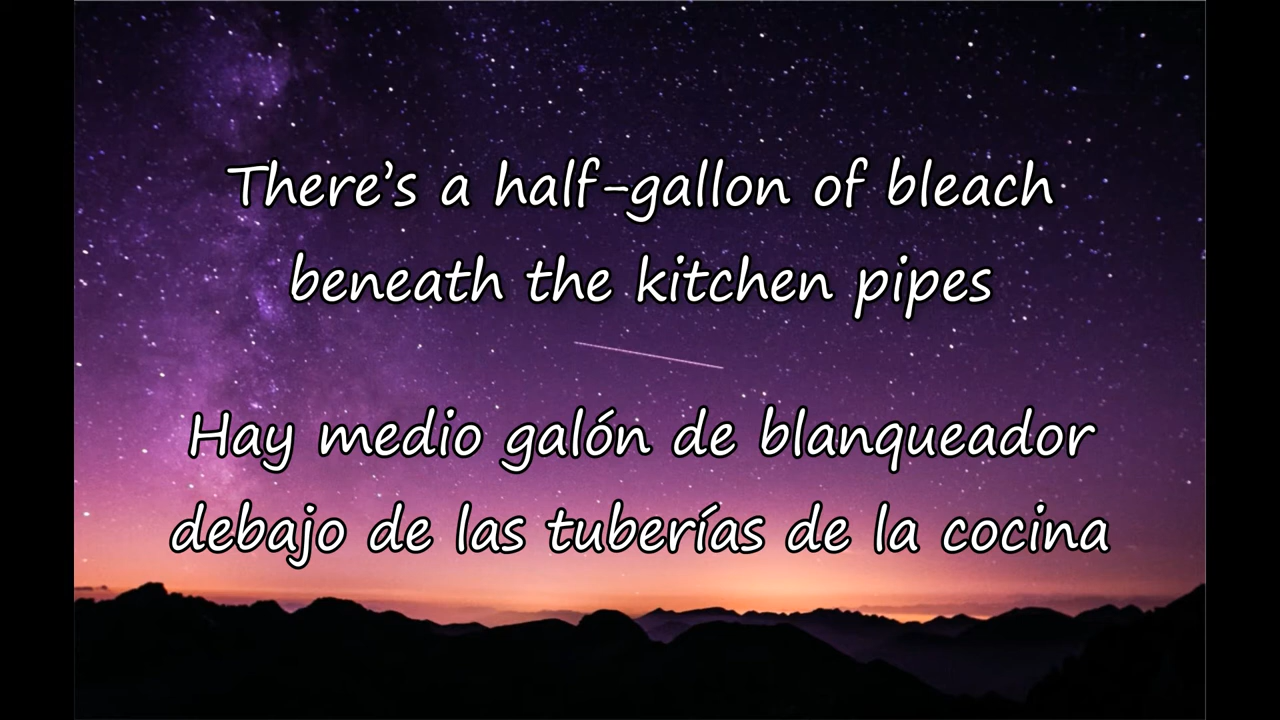 There’s a half-gallon of bleach
beneath the kitchen pipes
Hay medio galón de blanqueador
debajo de las tuberías de la cocina